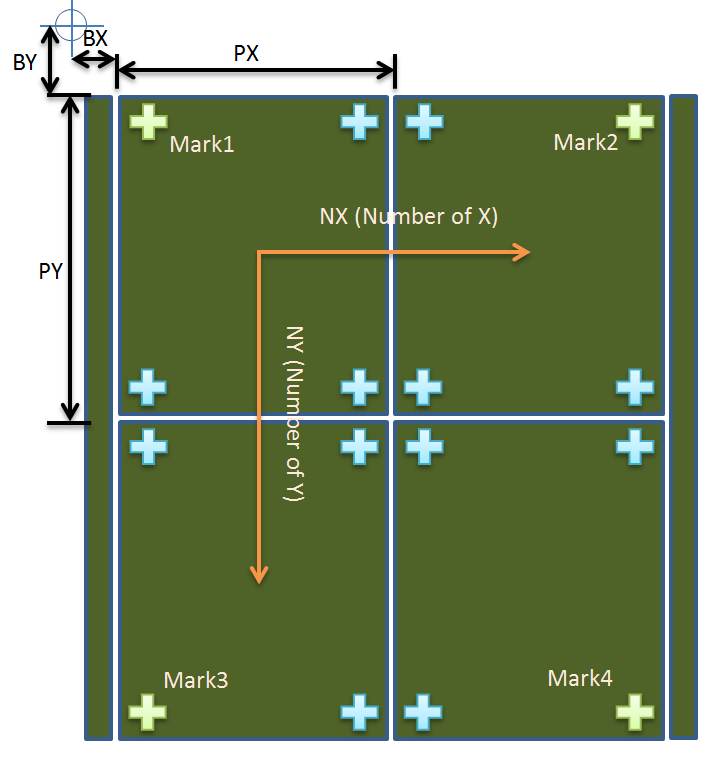 BX
BY
PX
Mark1
Mark2
NX (Number of X)
PY
NY (Number of Y)
Mark3
Mark4